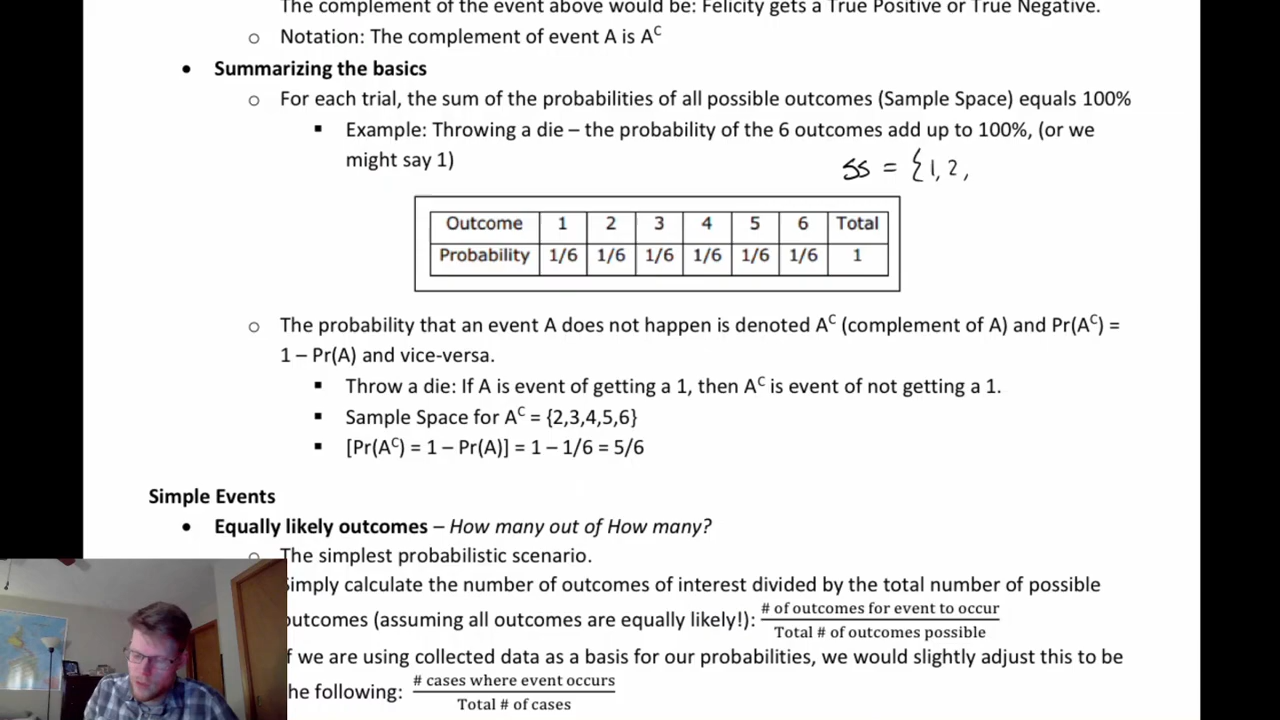 The complement of the event above would be: Felicity gets a True Positive or True Negative.
o Notation: The complement of event A is Aᶜ
• Summarizing the basics
o For each trial, the sum of the probabilities of all possible outcomes (Sample Space) equals 100%
▪ Example: Throwing a die – the probability of the 6 outcomes add up to 100%, (or we
might say 1)
SS = {1, 2,
Outcome 1 2 3 4 5 6 Total
Probability 1/6 1/6 1/6 1/6 1/6 1/6 1
o The probability that an event A does not happen is denoted Aᶜ (complement of A) and Pr(Aᶜ) =
1 – Pr(A) and vice-versa.
▪ Throw a die: If A is event of getting a 1, then Aᶜ is event of not getting a 1.
▪ Sample Space for Aᶜ = {2,3,4,5,6}
▪ [Pr(Aᶜ) = 1 – Pr(A)] = 1 – 1/6 = 5/6
Simple Events
• Equally likely outcomes – How many out of How many?
o The simplest probabilistic scenario.
Simply calculate the number of outcomes of interest divided by the total number of possible
outcomes (assuming all outcomes are equally likely!): # of outcomes for event to occur
Total # of outcomes possible
f we are using collected data as a basis for our probabilities, we would slightly adjust this to be
he following: # cases where event occurs
Total # of cases